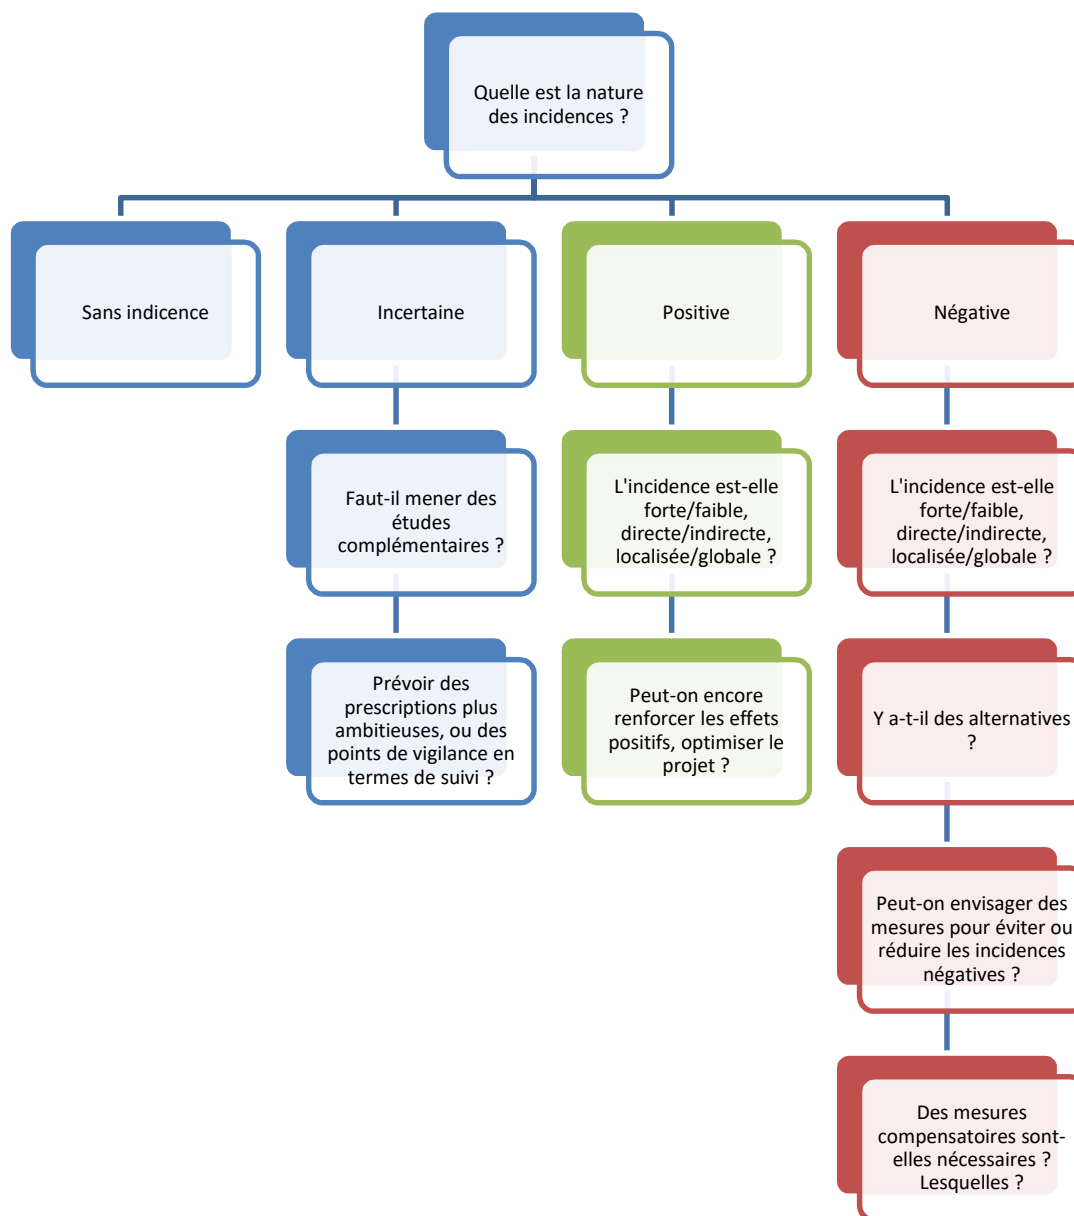 Quelle est la nature
des incidences ?
Sans indicence
Incertaine
Positive
Négative
Faut-il mener des
études
complémentaires ?
L'incidence est-elle
forte/faible,
directe/indirecte,
localisée/globale ?
L'incidence est-elle
forte/faible,
directe/indirecte,
localisée/globale ?
Prévoir des
prescriptions plus
ambitieuses, ou des
points de vigilance en
termes de suivi ?
Peut-on encore
renforcer les effets
positifs, optimiser le
projet ?
Y a-t-il des alternatives
?
Peut-on envisager des
mesures pour éviter ou
réduire les incidences
négatives ?
Des mesures
compensatoires sont-
elles nécessaires ?
Lesquelles ?